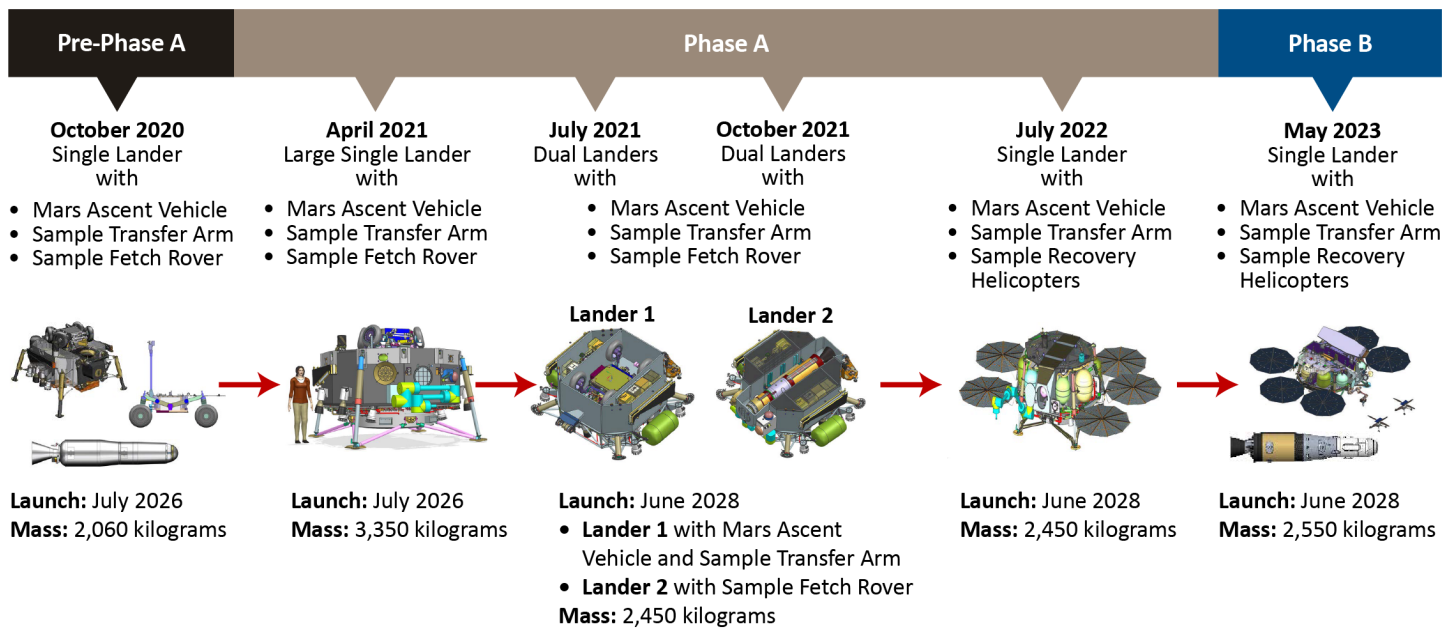 Pre-Phase A
Phase A
Phase B
October 2020
Single Lander
with
• Mars Ascent Vehicle
• Sample Transfer Arm
• Sample Fetch Rover
Launch: July 2026
Mass: 2,060 kilograms
April 2021
Large Single Lander
with
• Mars Ascent Vehicle
• Sample Transfer Arm
• Sample Fetch Rover
Launch: July 2026
Mass: 3,350 kilograms
July 2021
Dual Landers
with
October 2021
Dual Landers
with
• Mars Ascent Vehicle
• Sample Transfer Arm
• Sample Fetch Rover
Lander 1
Lander 2
Launch: June 2028
• Lander 1 with Mars Ascent
Vehicle and Sample Transfer Arm
• Lander 2 with Sample Fetch Rover
Mass: 2,450 kilograms
July 2022
Single Lander
with
• Mars Ascent Vehicle
• Sample Transfer Arm
• Sample Recovery
Helicopters
Launch: June 2028
Mass: 2,450 kilograms
May 2023
Single Lander
with
• Mars Ascent Vehicle
• Sample Transfer Arm
• Sample Recovery
Helicopters
Launch: June 2028
Mass: 2,550 kilograms